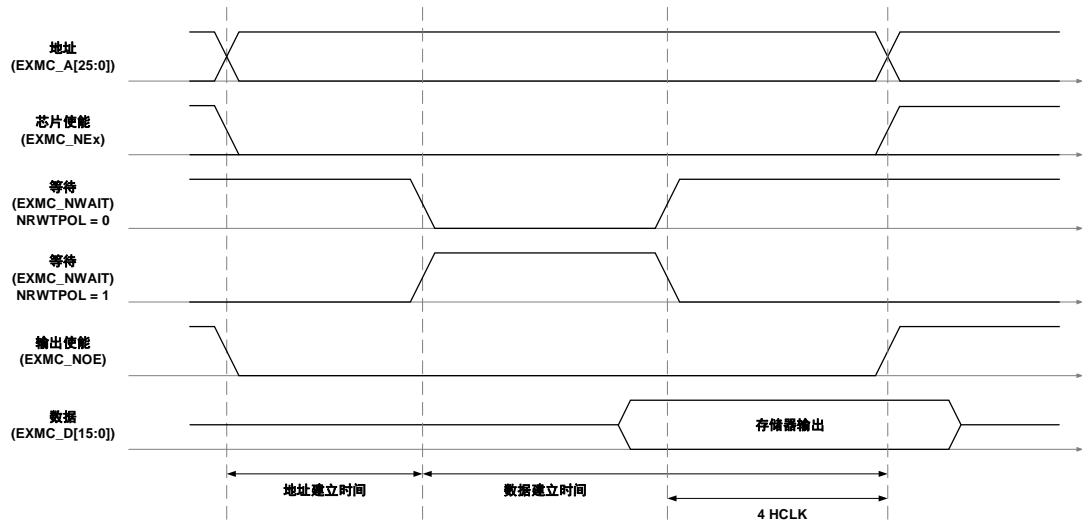 地址
(EXMC_A[25:0])
芯片使能
(EXMC_NEx)
等待
(EXMC_NWAIT)
NRWTPOL = 0
等待
(EXMC_NWAIT)
NRWTPOL = 1
输出使能
(EXMC_NOE)
数据
(EXMC_D[15:0])
存储器输出
地址建立时间
数据建立时间
4 HCLK